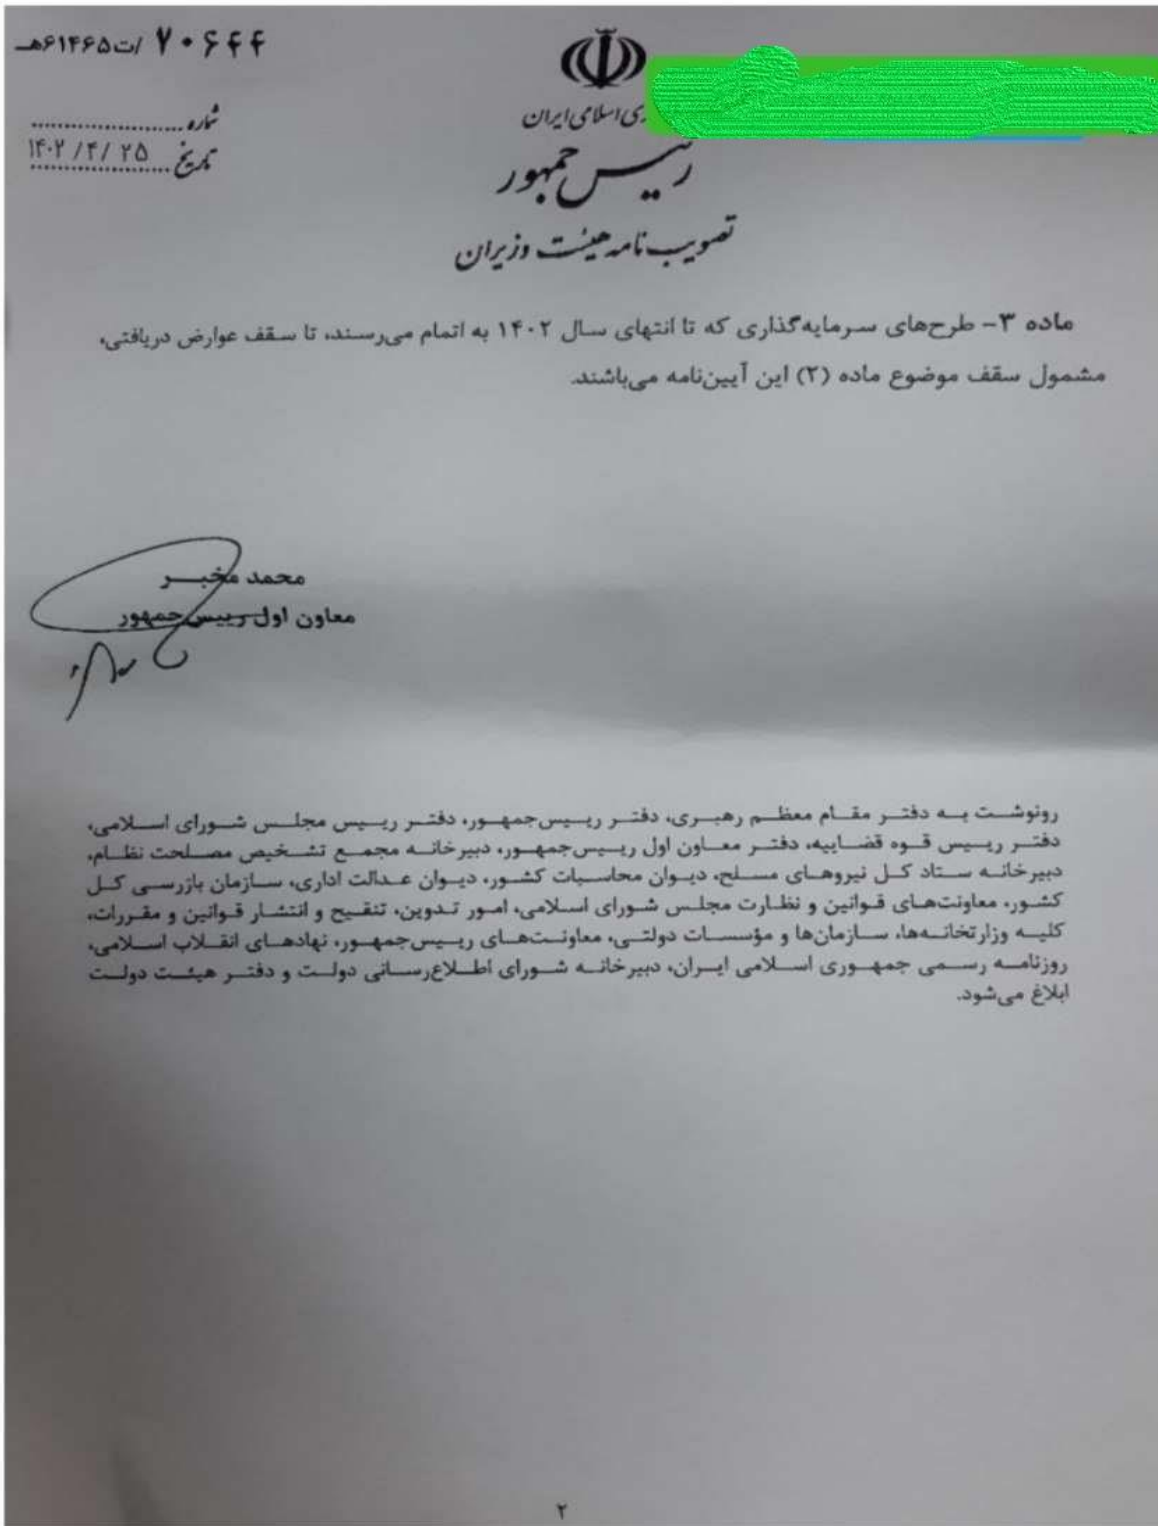 ۷۰۶۴۴ /ت۶۱۴۶۵هـ
شماره
تاریخ ۱۴۰۲/۴/۲۵
ری اسلامی ایران
رئیس جمهور
تصویب نامه هیئت وزیران
ماده ۳- طرح‌های سرمایه‌گذاری که تا انتهای سال ۱۴۰۲ به اتمام می‌رسند، تا سقف عوارض دریافتی،
مشمول سقف موضوع ماده (۲) این آیین‌نامه می‌باشند.
محمد مخبر
معاون اول رییس جمهور
رونوشت به دفتر مقام معظم رهبری، دفتر رییس‌جمهور، دفتر رییس مجلس شورای اسلامی،
دفتر رییس قوه قضاییه، دفتر معاون اول رییس‌جمهور، دبیرخانه مجمع تشخیص مصلحت نظام،
دبیرخانه ستاد کل نیروهای مسلح، دیوان محاسبات کشور، دیوان عدالت اداری، سازمان بازرسی کل
کشور، معاونت‌های قوانین و نظارت مجلس شورای اسلامی، امور تدوین، تنقیح و انتشار قوانین و مقررات،
کلیه وزارتخانه‌ها، سازمان‌ها و مؤسسات دولتی، معاونت‌های رییس‌جمهور، نهادهای انقلاب اسلامی،
روزنامه رسمی جمهوری اسلامی ایران، دبیرخانه شورای اطلاع‌رسانی دولت و دفتر هیئت دولت
ابلاغ می‌شود.
۲